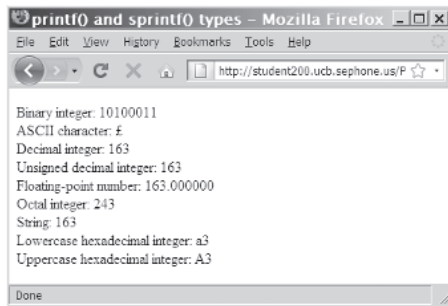 printf() and sprintf() types - Mozilla Firefox
File Edit View History Bookmarks Tools Help
http://student200.ucb.sephone.us/P
Binary integer: 10100011
ASCII character: £
Decimal integer: 163
Unsigned decimal integer: 163
Floating-point number: 163.000000
Octal integer: 243
String: 163
Lowercase hexadecimal integer: a3
Uppercase hexadecimal integer: A3
Done